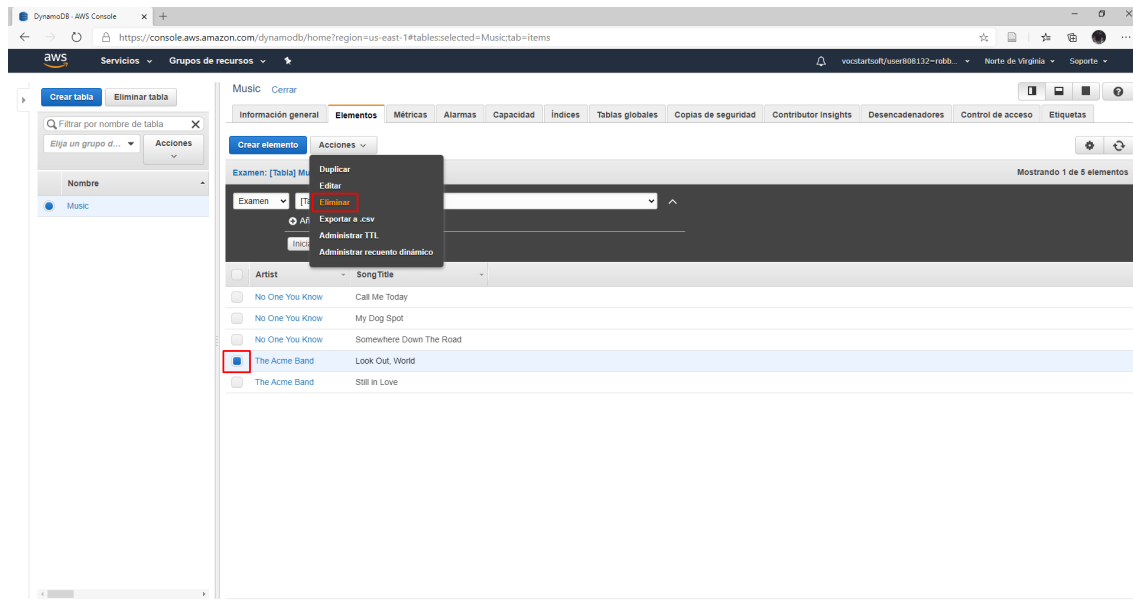 DynamoDB - AWS Console
https://console.aws.amazon.com/dynamodb/home?region=us-east-1#tables:selected=Music;tab=items
aws Servicios Grupos de recursos vocstartsoft/user808132=robb... Norte de Virginia Soporte
Crear tabla Eliminar tabla
Filtrar por nombre de tabla
Elija un grupo d... Acciones
Nombre
Music
Music Cerrar
Información general Elementos Métricas Alarmas Capacidad Índices Tablas globales Copias de seguridad Contributor Insights Desencadenadores Control de acceso Etiquetas
Crear elemento Acciones
Examen: [Tabla] Mu Mostrando 1 de 5 elementos
Duplicar
Editar
Eliminar
Exportar a .csv
Administrar TTL
Administrar recuento dinámico
Examen [Ta
Añ
Inicia
Artist SongTitle
No One You Know Call Me Today
No One You Know My Dog Spot
No One You Know Somewhere Down The Road
The Acme Band Look Out, World
The Acme Band Still in Love